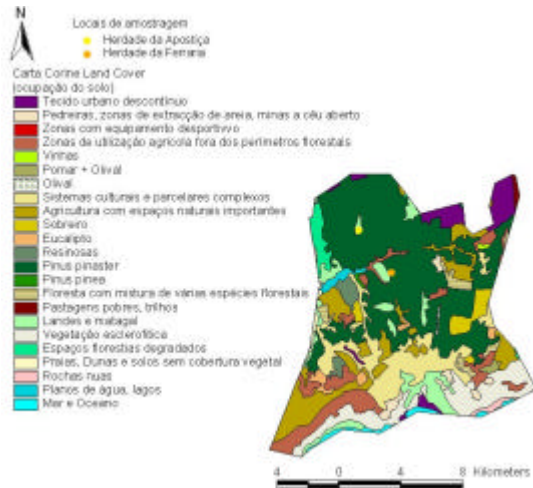 N
Locais de amostragem
Herdade da Apostiça
Herdade da Ferraria
Carta Corine Land Cover
(ocupação do solo)
Tecido urbano descontínuo
Pedreiras, zonas de extracção de areia, minas a céu aberto
Zonas com equipamento desportivo
Zonas de utilização agrícola fora dos perímetros florestais
Vinhas
Pomar + Olival
Olival
Sistemas culturais e parcelares complexos
Agricultura com espaços naturais importantes
Sobreiro
Eucalipto
Resinosas
Pinus pinaster
Pinus pinea
Floresta com mistura de várias espécies florestais
Pastagens pobres, trilhos
Landes e matagal
Vegetação esclerofítica
Espaços florestias degradados
Praias, Dunas e solos sem cobertura vegetal
Rochas nuas
Planos de água, lagos
Mar e Oceano
4 0 4 8 Kilometers